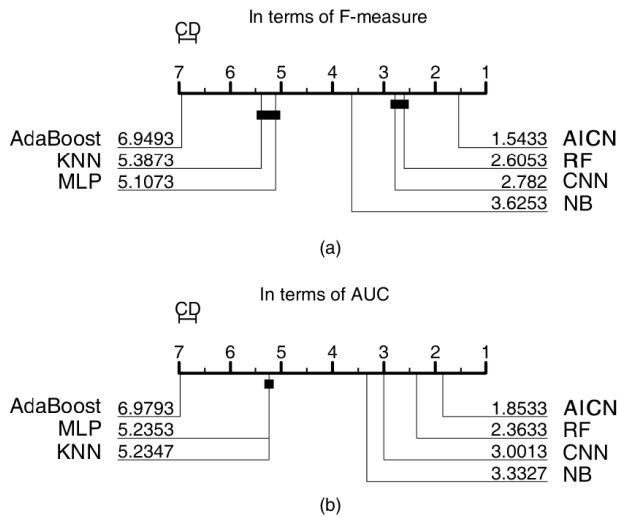 In terms of F-measure
CD
7 6 5 4 3 2 1
AdaBoost 6.9493 1.5433 AICN
KNN 5.3873 2.6053 RF
MLP 5.1073 2.782 CNN
3.6253 NB
(a)
In terms of AUC
CD
7 6 5 4 3 2 1
AdaBoost 6.9793 1.8533 AICN
MLP 5.2353 2.3633 RF
KNN 5.2347 3.0013 CNN
3.3327 NB
(b)